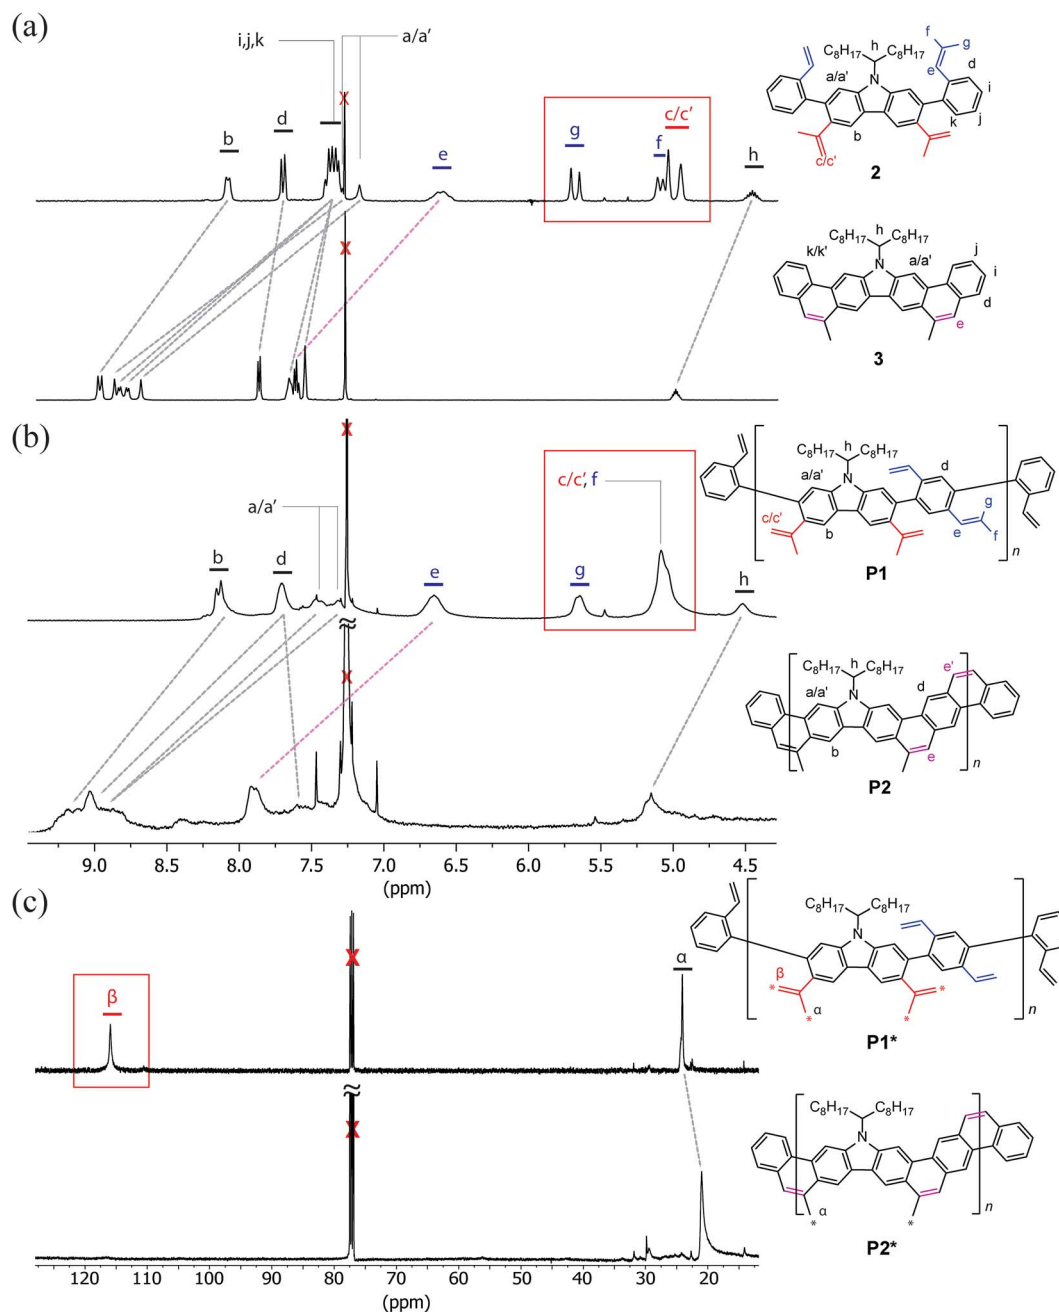 (a)
i,j,k
a/a'
b
d
e
g
f
c/c'
h
X
X
C8H17
h
C8H17
f
g
a/a'
N
e
d
i
b
k
j
c/c'
2
C8H17
h
C8H17
k/k'
a/a'
j
N
i
d
e
3
(b)
X
a/a'
c/c', f
b
d
e
g
h
≈
X
C8H17
h
C8H17
a/a'
N
d
c/c'
b
e
g
f
n
P1
C8H17
h
C8H17
e'
a/a'
N
d
b
e
n
P2
9.0 8.5 8.0 7.5 7.0 6.5 6.0 5.5 5.0 4.5
(ppm)
(c)
X
β
α
≈
X
C8H17
C8H17
N
β
*
α
*
*
*
n
P1*
C8H17
C8H17
N
α
*
*
n
P2*
110 100 90 80 70 60 50 40 30 20
(ppm)